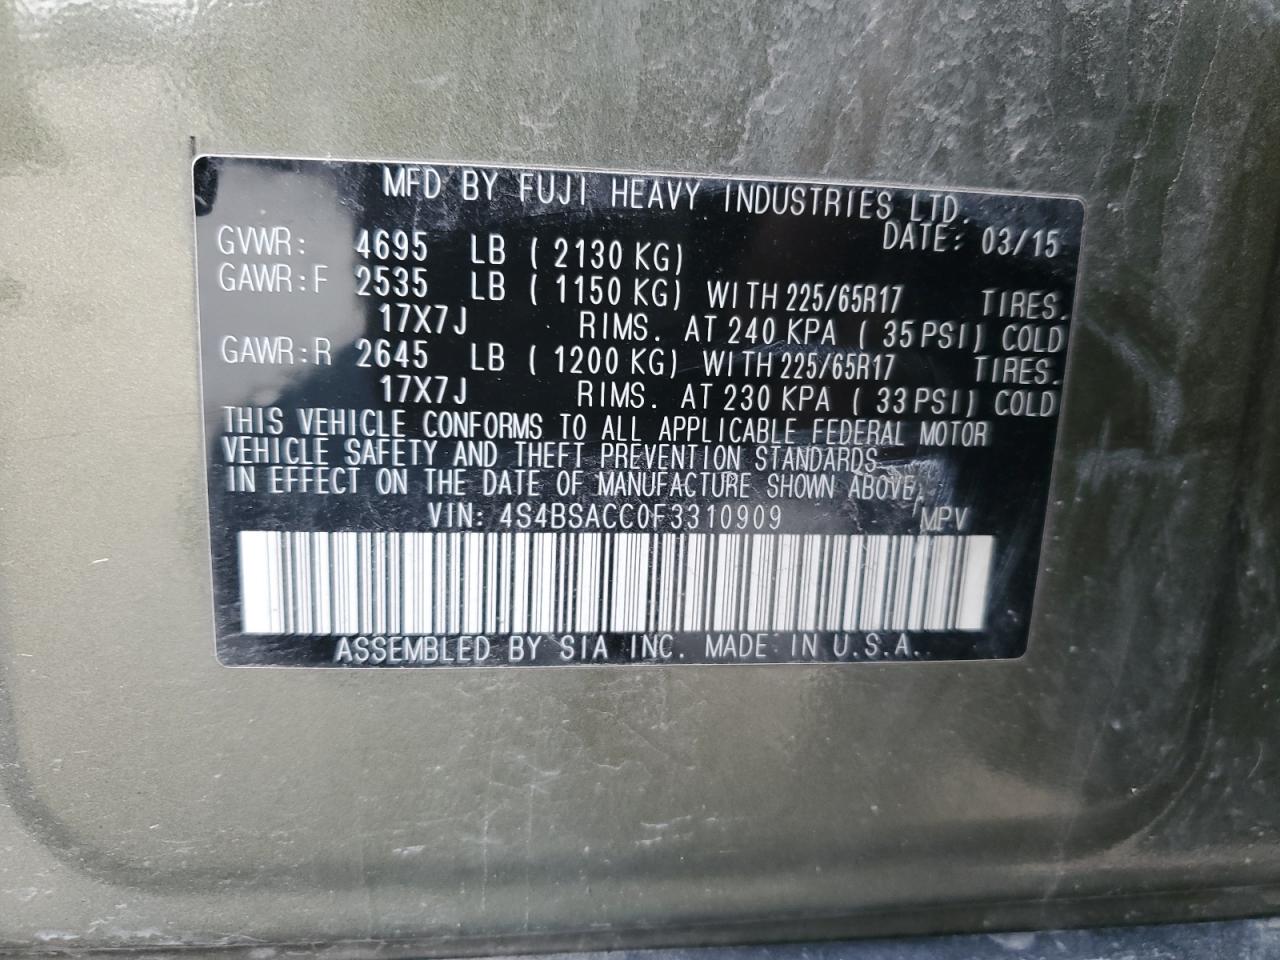 MFD BY FUJI HEAVY INDUSTRIES LTD.
DATE: 03/15
GVWR: 4695 LB ( 2130 KG)
GAWR:F 2535 LB ( 1150 KG) WITH 225/65R17 TIRES.
17X7J RIMS. AT 240 KPA ( 35 PSI) COLD
GAWR:R 2645 LB ( 1200 KG) WITH 225/65R17 TIRES.
17X7J RIMS. AT 230 KPA ( 33 PSI) COLD
THIS VEHICLE CONFORMS TO ALL APPLICABLE FEDERAL MOTOR
VEHICLE SAFETY AND THEFT PREVENTION STANDARDS
IN EFFECT ON THE DATE OF MANUFACTURE SHOWN ABOVE.
VIN: 4S4BSACC0F3310909 MPV
ASSEMBLED BY SIA INC. MADE IN U.S.A.